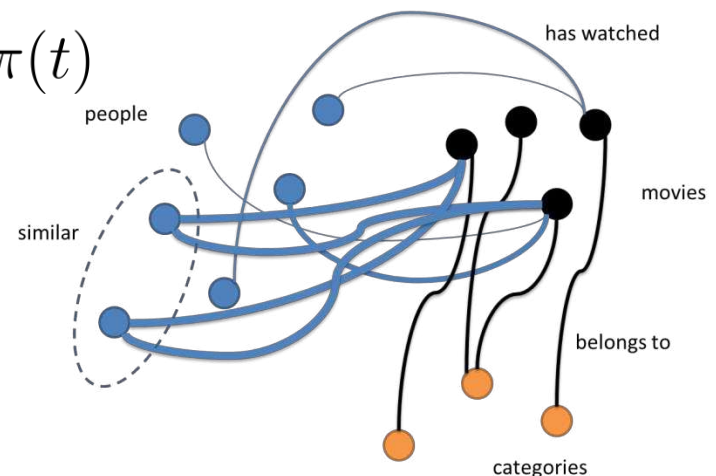 has watched
π(t)
people
movies
similar
belongs to
categories